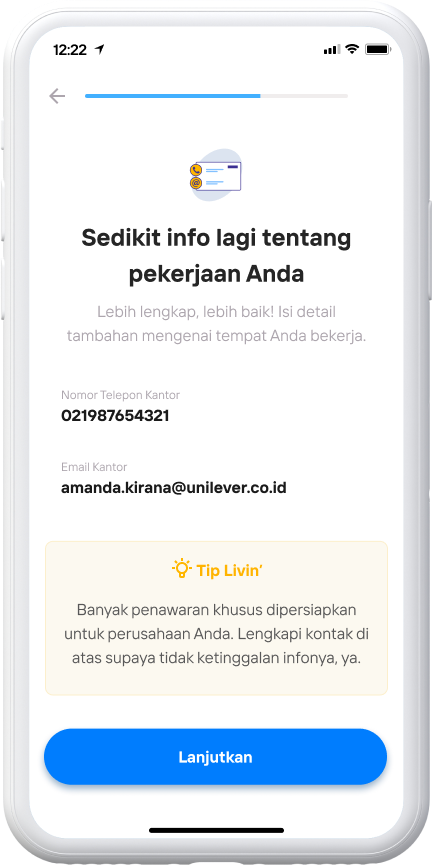 12:22
Sedikit info lagi tentang
pekerjaan Anda
Lebih lengkap, lebih baik! Isi detail
tambahan mengenai tempat Anda bekerja.
Nomor Telepon Kantor
021987654321
Email Kantor
amanda.kirana@unilever.co.id
Tip Livin’
Banyak penawaran khusus dipersiapkan
untuk perusahaan Anda. Lengkapi kontak di
atas supaya tidak ketinggalan infonya, ya.
Lanjutkan